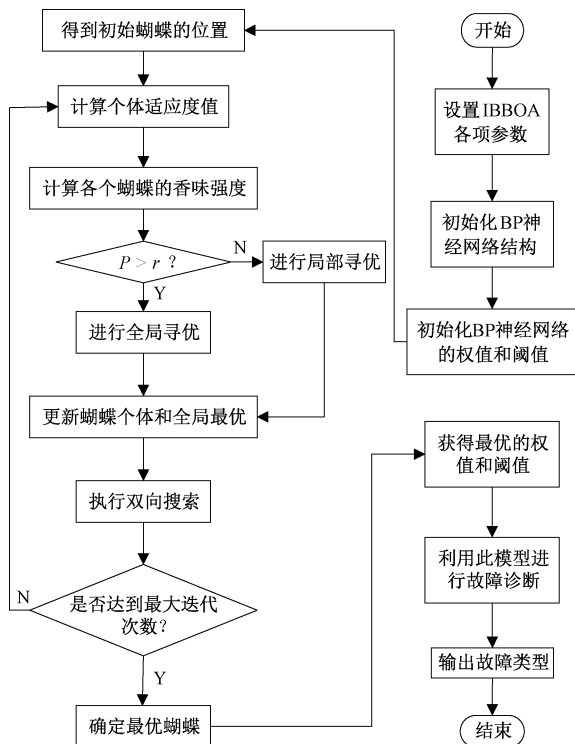 开始
设置IBBOA
各项参数
初始化BP神
经网络结构
初始化BP神经网络
的权值和阈值
得到初始蝴蝶的位置
计算个体适应度值
计算各个蝴蝶的香味强度
P > r ?
N
进行局部寻优
Y
进行全局寻优
更新蝴蝶个体和全局最优
执行双向搜索
是否达到最大迭代
次数?
N
Y
确定最优蝴蝶
获得最优的权
值和阈值
利用此模型进
行故障诊断
输出故障类型
结束